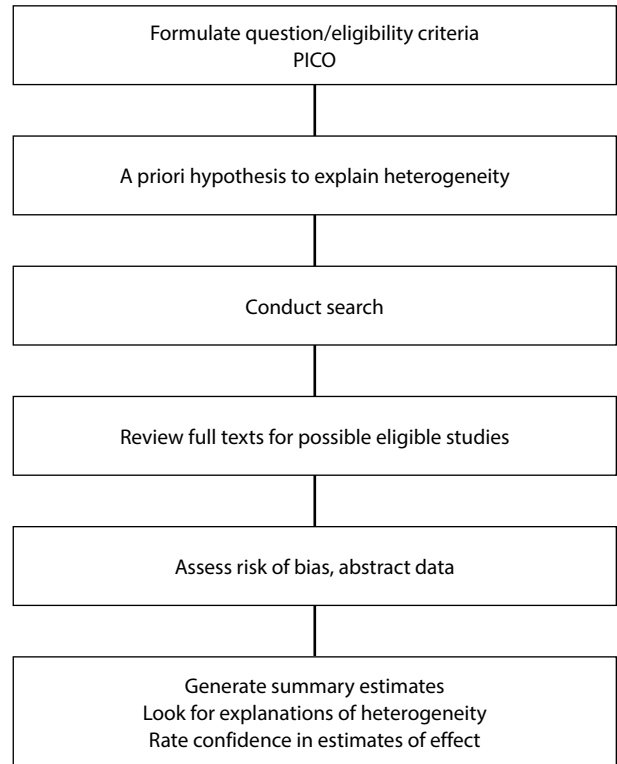 Formulate question/eligibility criteria
PICO
A priori hypothesis to explain heterogeneity
Conduct search
Review full texts for possible eligible studies
Assess risk of bias, abstract data
Generate summary estimates
Look for explanations of heterogeneity
Rate confidence in estimates of effect